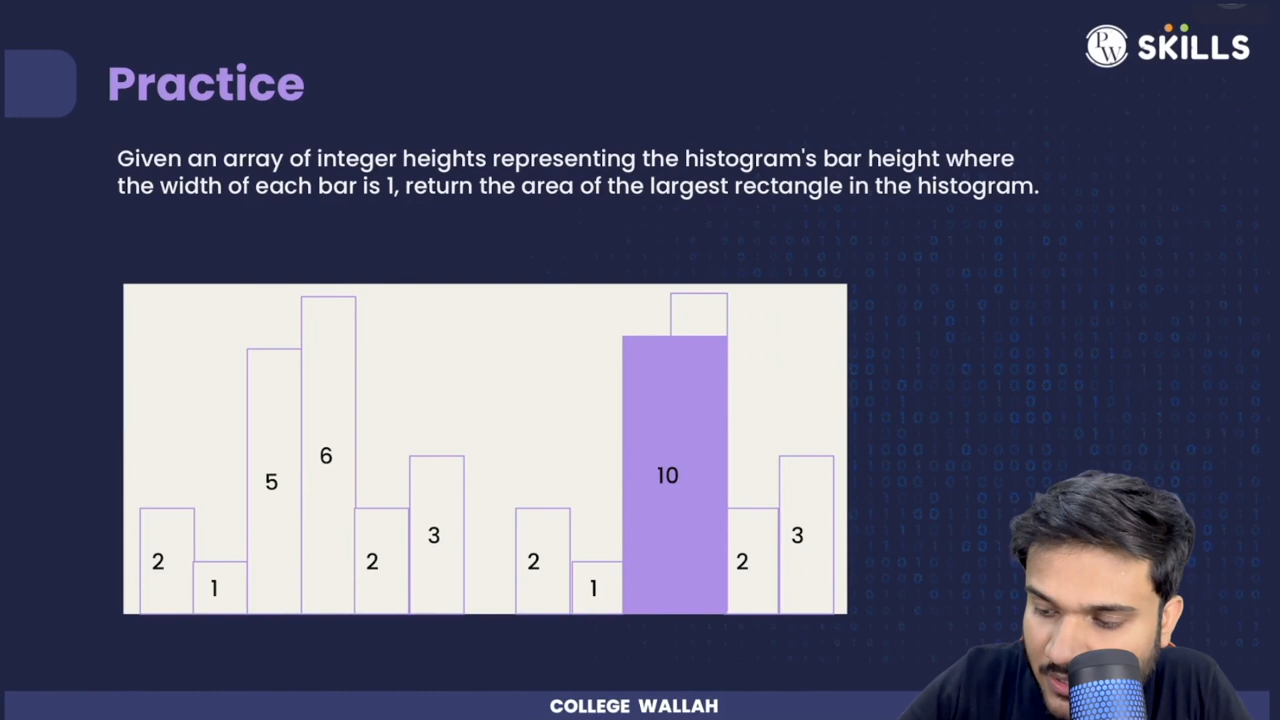 PW SKILLS
Practice
Given an array of integer heights representing the histogram's bar height where
the width of each bar is 1, return the area of the largest rectangle in the histogram.
2
1
5
6
2
3
2
1
10
2
3
COLLEGE WALLAH